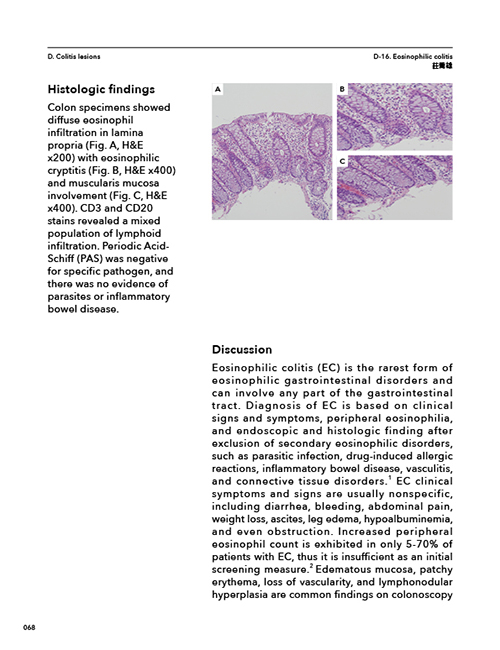 D. Colitis lesions
D-16. Eosinophilic colitis
Histologic findings
Colon specimens showed
diffuse eosinophil
infiltration in lamina
propria (Fig. A, H&E
x200) with eosinophilic
cryptitis (Fig. B, H&E x400)
and muscularis mucosa
involvement (Fig. C, H&E
x400). CD3 and CD20
stains revealed a mixed
population of lymphoid
infiltration. Periodic Acid-
Schiff (PAS) was negative
for specific pathogen, and
there was no evidence of
parasites or inflammatory
bowel disease.
A
B
C
Discussion
Eosinophilic colitis (EC) is the rarest form of
eosinophilic gastrointestinal disorders and
can involve any part of the gastrointestinal
tract. Diagnosis of EC is based on clinical
signs and symptoms, peripheral eosinophilia,
and endoscopic and histologic finding after
exclusion of secondary eosinophilic disorders,
such as parasitic infection, drug-induced allergic
reactions, inflammatory bowel disease, vasculitis,
and connective tissue disorders.1 EC clinical
symptoms and signs are usually nonspecific,
including diarrhea, bleeding, abdominal pain,
weight loss, ascites, leg edema, hypoalbuminemia,
and even obstruction. Increased peripheral
eosinophil count is exhibited in only 5-70% of
patients with EC, thus it is insufficient as an initial
screening measure.2 Edematous mucosa, patchy
erythema, loss of vascularity, and lymphonodular
hyperplasia are common findings on colonoscopy
068